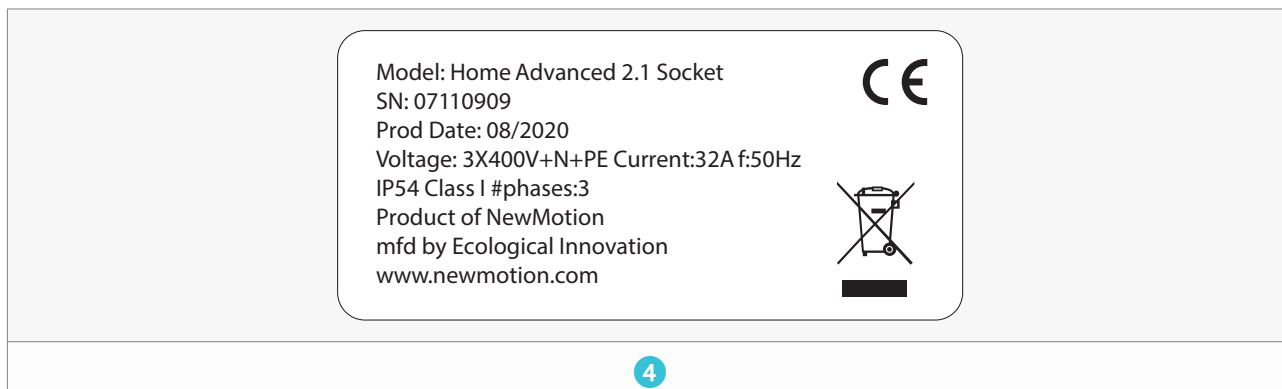 Model: Home Advanced 2.1 Socket
SN: 07110909
Prod Date: 08/2020
Voltage: 3X400V+N+PE Current:32A f:50Hz
IP54 Class I #phases:3
Product of NewMotion
mfd by Ecological Innovation
www.newmotion.com
CE
4